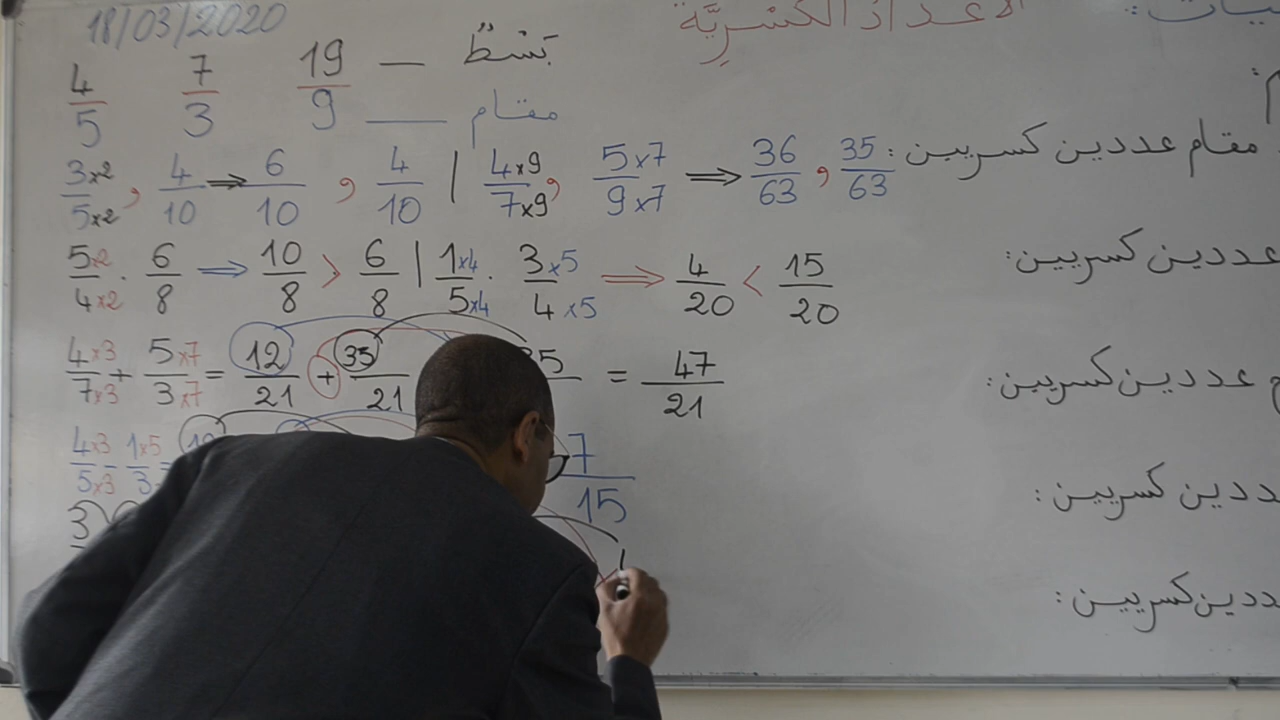 18/03/2020 الأعداد الكسرية
4/5 7/3 19/9 — بسْطٌ
مقام
3×2/5×2 , 4/10 ⇒ 6/10 , 4/10 | 4×9/7×9 , 5×7/9×7 ⇒ 36/63 , 35/63 مقام عددين كسريين :
5×2/4×2 . 6/8 ⇒ 10/8 > 6/8 | 1×4/5×4 . 3×5/4×5 ⇒ 4/20 < 15/20 عددين كسريين :
4×3/7×3 + 5×7/3×7 = 12/21 + 35/21 35 = 47/21 عددين كسريين :
4×3/5×3 - 1×5/3 7/15 عددين كسريين :
3 عددين كسريين :